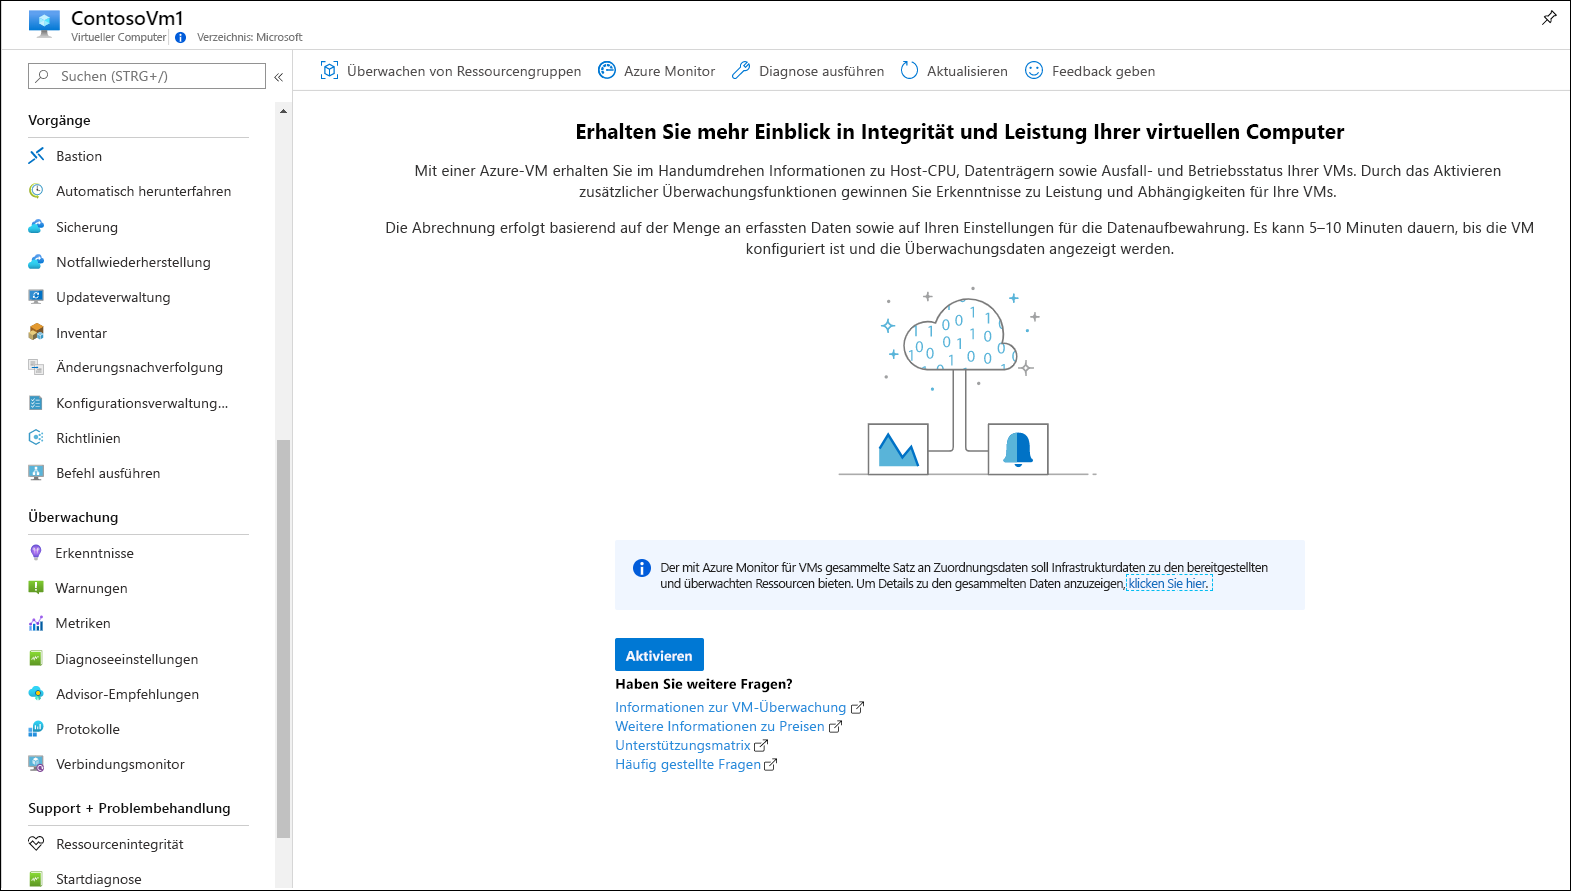 ContosoVm1
Virtueller Computer
Verzeichnis: Microsoft
Suchen (STRG+/)
Überwachen von Ressourcengruppen
Azure Monitor
Diagnose ausführen
Aktualisieren
Feedback geben
Vorgänge
Bastion
Automatisch herunterfahren
Sicherung
Notfallwiederherstellung
Updateverwaltung
Inventar
Änderungsnachverfolgung
Konfigurationsverwaltung...
Richtlinien
Befehl ausführen
Überwachung
Erkenntnisse
Warnungen
Metriken
Diagnoseeinstellungen
Advisor-Empfehlungen
Protokolle
Verbindungsmonitor
Support + Problembehandlung
Ressourcenintegrität
Startdiagnose
Erhalten Sie mehr Einblick in Integrität und Leistung Ihrer virtuellen Computer
Mit einer Azure-VM erhalten Sie im Handumdrehen Informationen zu Host-CPU, Datenträgern sowie Ausfall- und Betriebsstatus Ihrer VMs. Durch das Aktivieren
zusätzlicher Überwachungsfunktionen gewinnen Sie Erkenntnisse zu Leistung und Abhängigkeiten für Ihre VMs.
Die Abrechnung erfolgt basierend auf der Menge an erfassten Daten sowie auf Ihren Einstellungen für die Datenaufbewahrung. Es kann 5–10 Minuten dauern, bis die VM
konfiguriert ist und die Überwachungsdaten angezeigt werden.
Der mit Azure Monitor für VMs gesammelte Satz an Zuordnungsdaten soll Infrastrukturdaten zu den bereitgestellten
und überwachten Ressourcen bieten. Um Details zu den gesammelten Daten anzuzeigen, klicken Sie hier.
Aktivieren
Haben Sie weitere Fragen?
Informationen zur VM-Überwachung
Weitere Informationen zu Preisen
Unterstützungsmatrix
Häufig gestellte Fragen